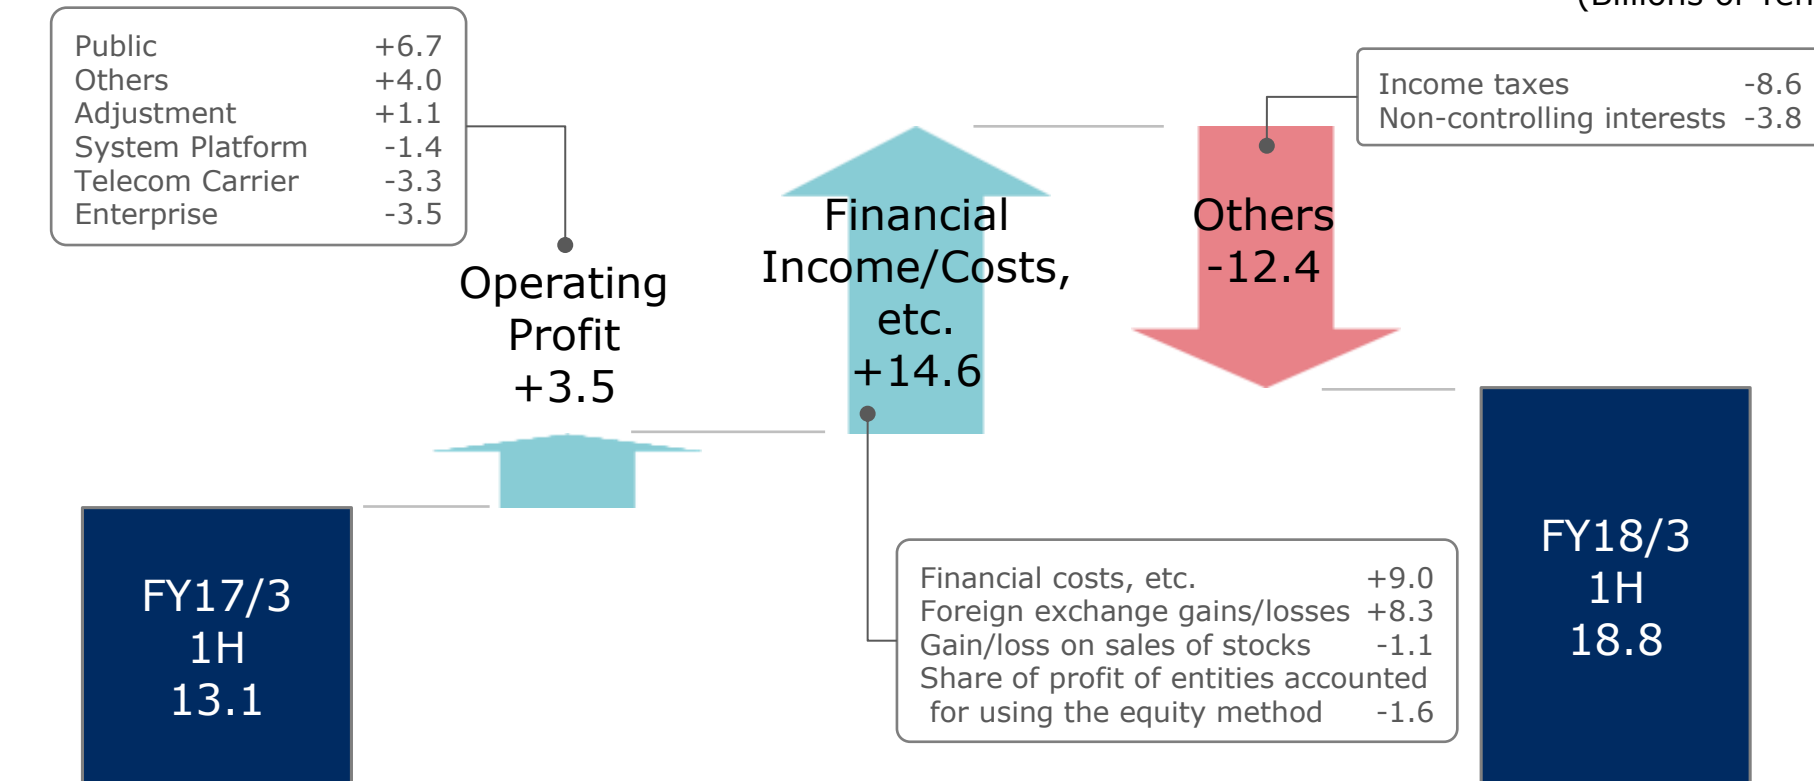 (Billions of Yen
Public +6.7
Others +4.0
Adjustment +1.1
System Platform -1.4
Telecom Carrier -3.3
Enterprise -3.5
Income taxes -8.6
Non-controlling interests -3.8
Operating
Profit
+3.5
Financial
Income/Costs,
etc.
+14.6
Others
-12.4
Financial costs, etc. +9.0
Foreign exchange gains/losses +8.3
Gain/loss on sales of stocks -1.1
Share of profit of entities accounted
for using the equity method -1.6
FY17/3
1H
13.1
FY18/3
1H
18.8